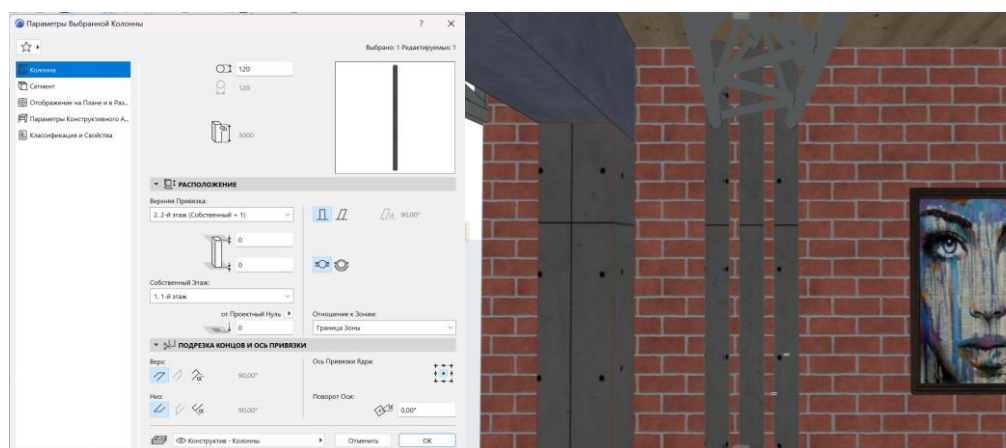 Параметры Выбранной Колонны
? ×
Выбрано: 1 Редактируемых: 1
Колонна
Сегмент
Отображение на Плане и в Раз...
Параметры Конструктивного А...
Классификация и Свойства
120
120
3000
РАСПОЛОЖЕНИЕ
Верхняя Привязка:
2. 2-й этаж (Собственный + 1)
90,00°
0
0
Собственный Этаж:
1. 1-й этаж
от Проектный Нуль
0
Отношение к Зонам:
Граница Зоны
ПОДРЕЗКА КОНЦОВ И ОСЬ ПРИВЯЗКИ
Верх:
90,00°
Ось Привязки Ядра:
Низ:
90,00°
Поворот Оси:
0,00°
Конструктив - Колонны
Отменить
OK